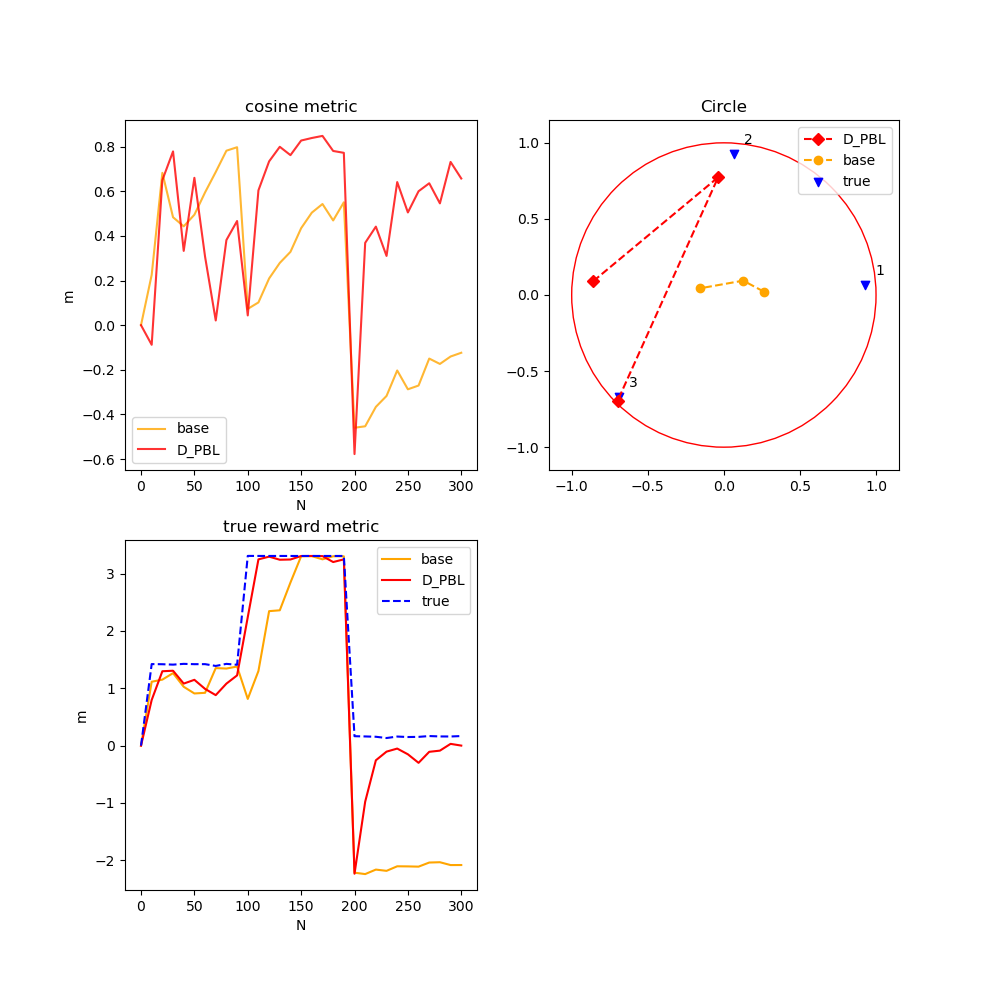 cosine metric
0.8
0.6
0.4
0.2
0.0
−0.2
−0.4
−0.6
m
base
D_PBL
0 50 100 150 200 250 300
N
Circle
1.0
0.5
0.0
−0.5
−1.0
D_PBL
base
true
2
1
3
−1.0 −0.5 0.0 0.5 1.0
true reward metric
3
2
1
0
−1
−2
m
base
D_PBL
true
0 50 100 150 200 250 300
N